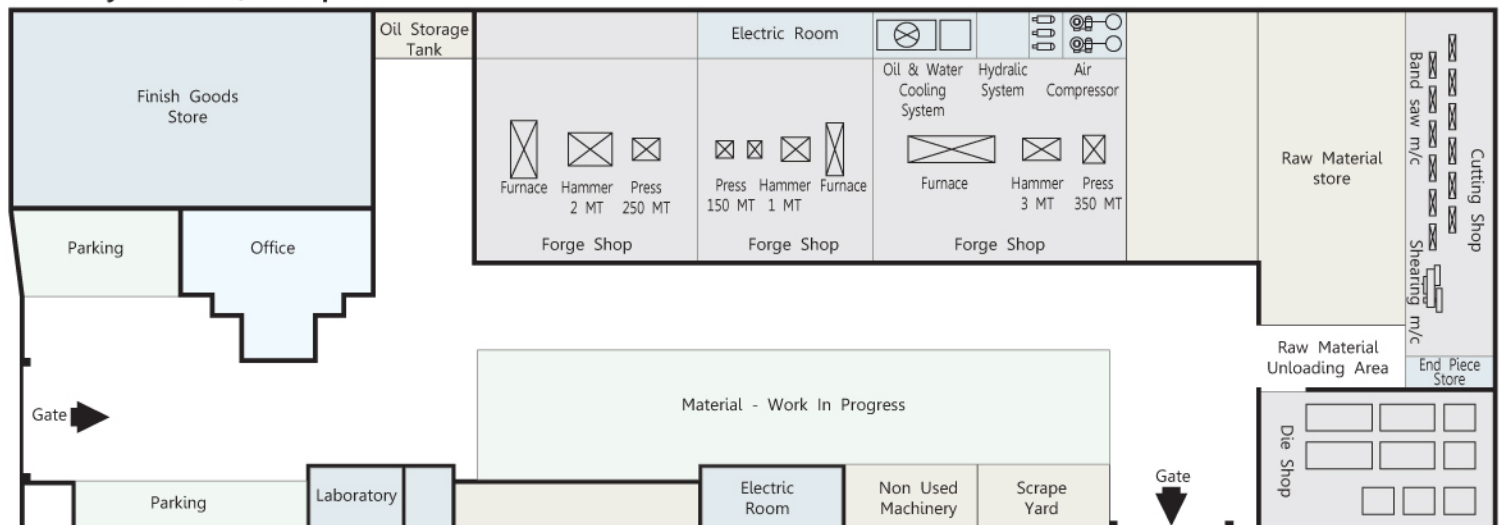 Oil Storage
Tank
Electric Room
Finish Goods
Store
Oil & Water
Cooling
System
Hydralic
System
Air
Compressor
Furnace
Hammer
2 MT
Press
250 MT
Press
150 MT
Hammer
1 MT
Furnace
Furnace
Hammer
3 MT
Press
350 MT
Forge Shop
Forge Shop
Forge Shop
Raw Material
store
Band saw m/c
Cutting Shop
Shearing m/c
Parking
Office
Raw Material
Unloading Area
End Piece
Store
Material - Work In Progress
Gate
Die Shop
Gate
Parking
Laboratory
Electric
Room
Non Used
Machinery
Scrape
Yard